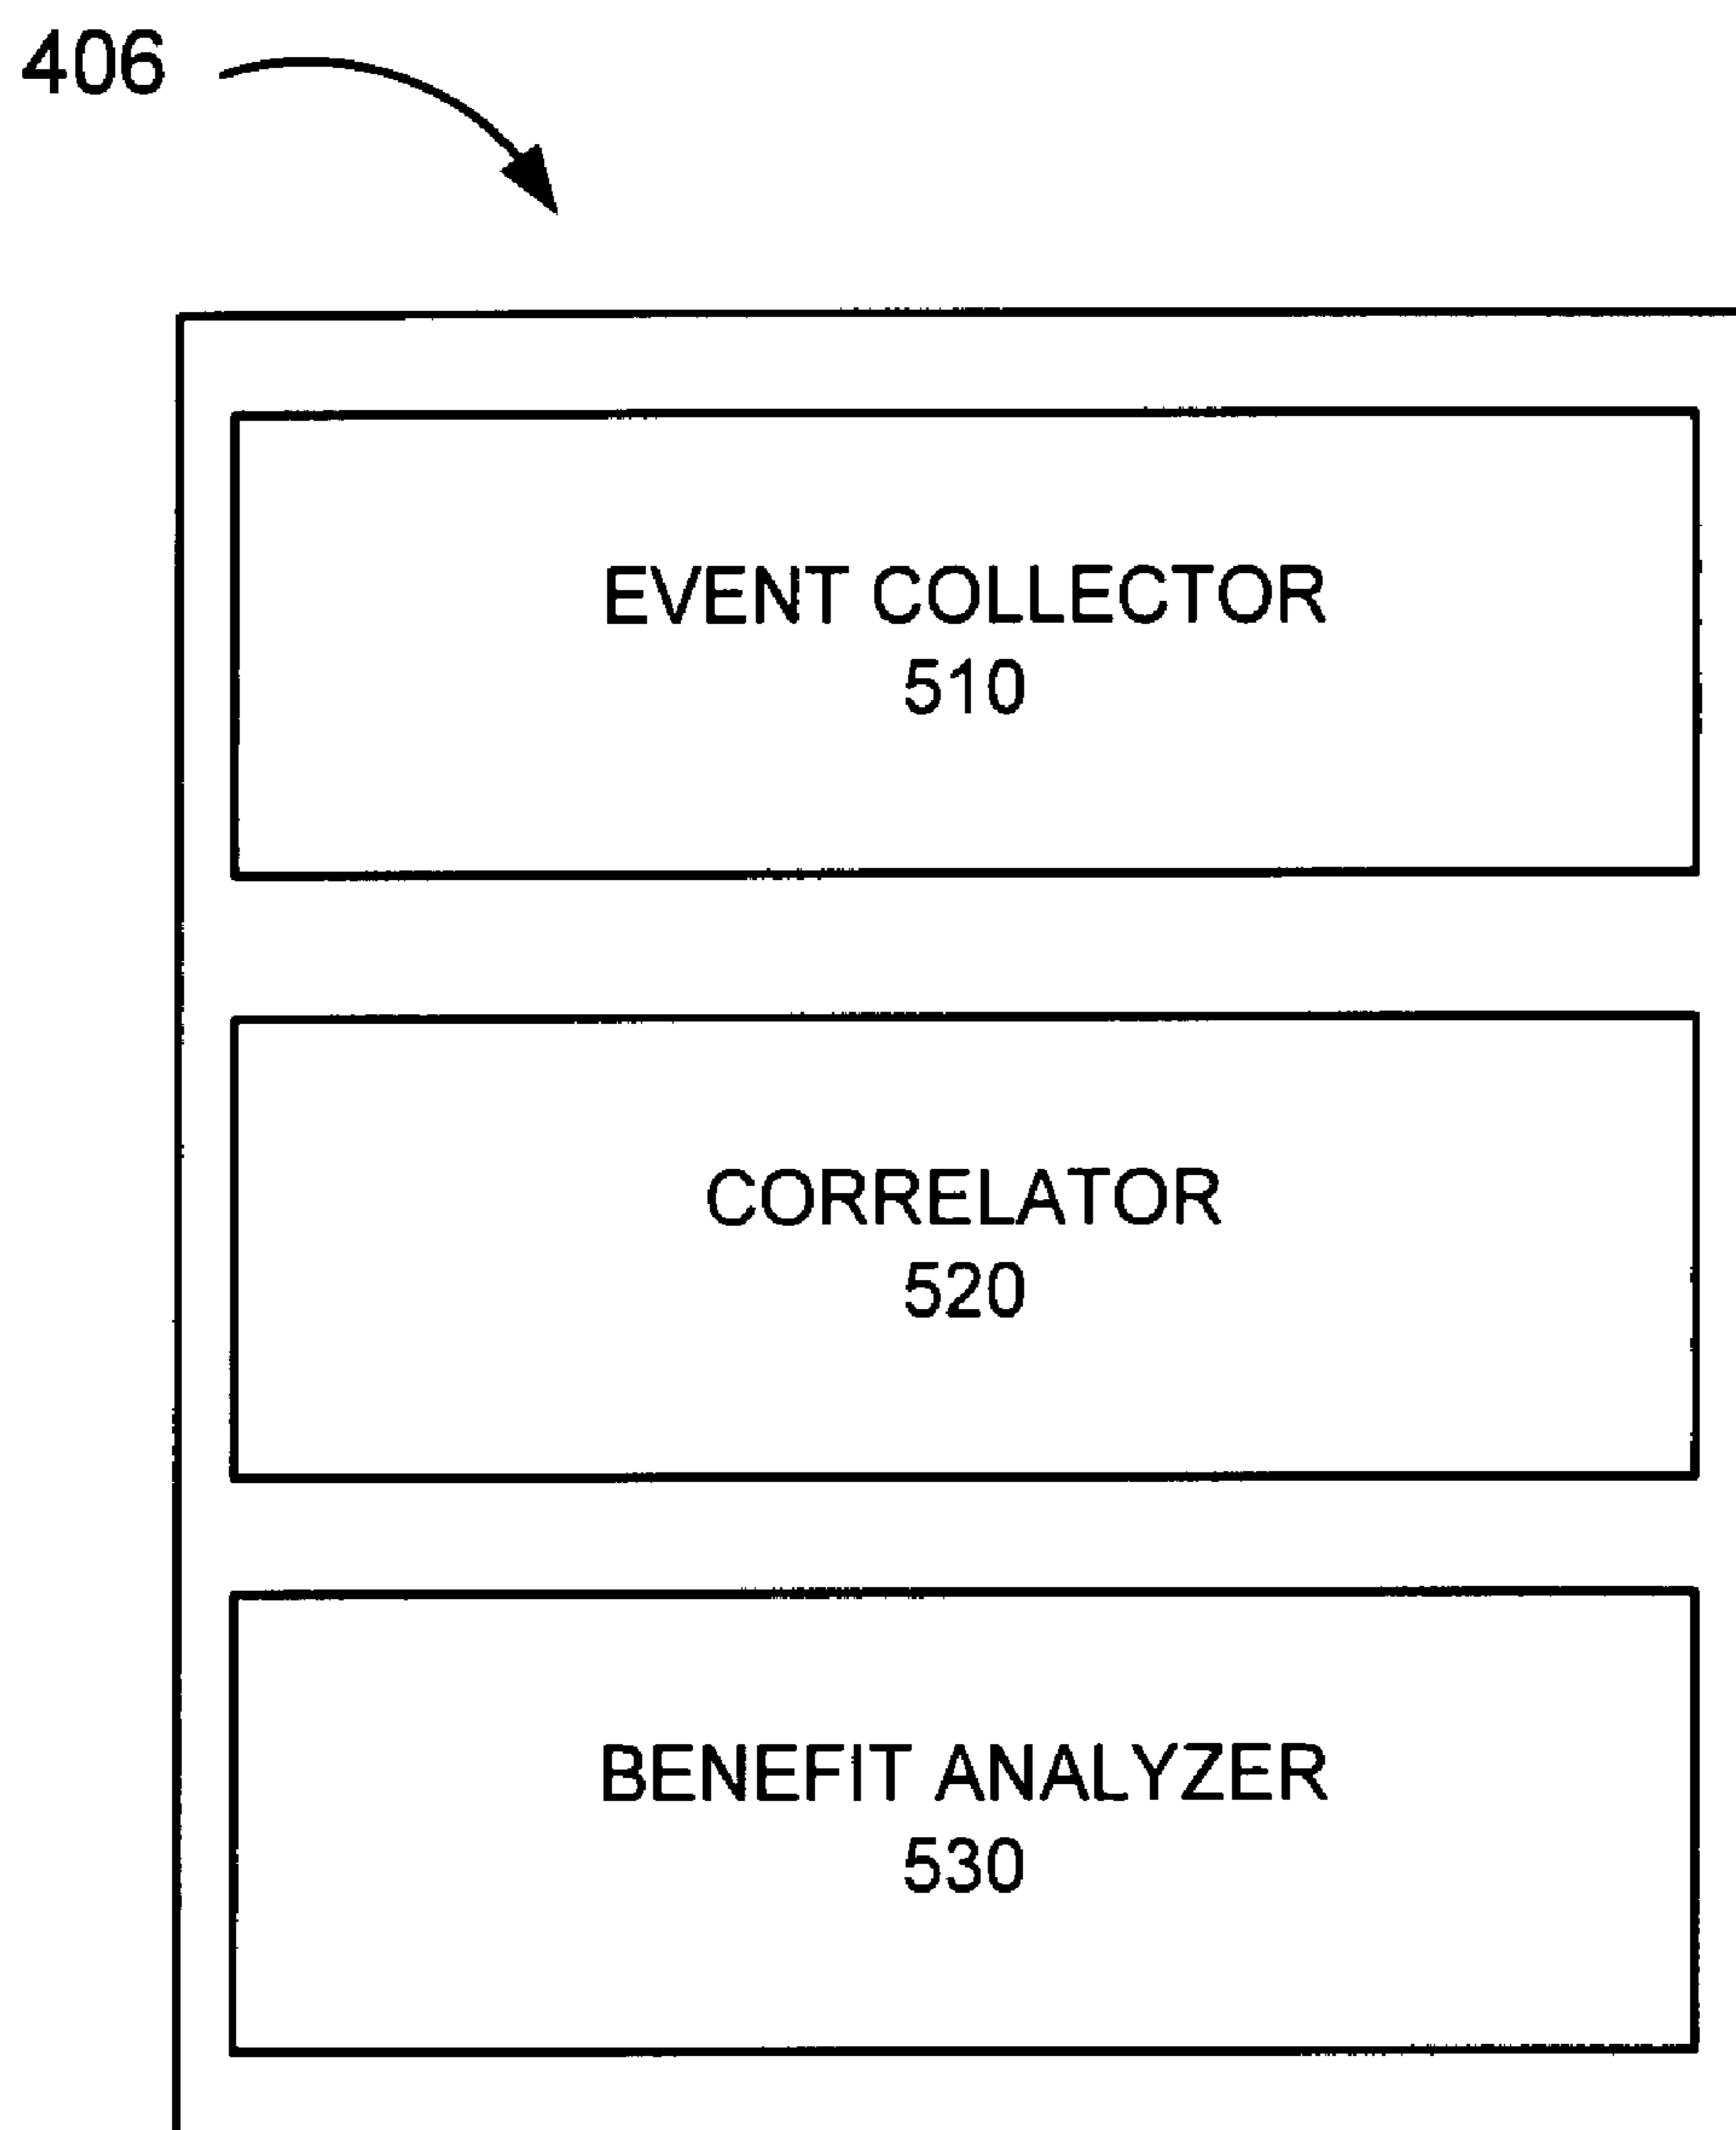 406
EVENT COLLECTOR
510
CORRELATOR
520
BENEFIT ANALYZER
530